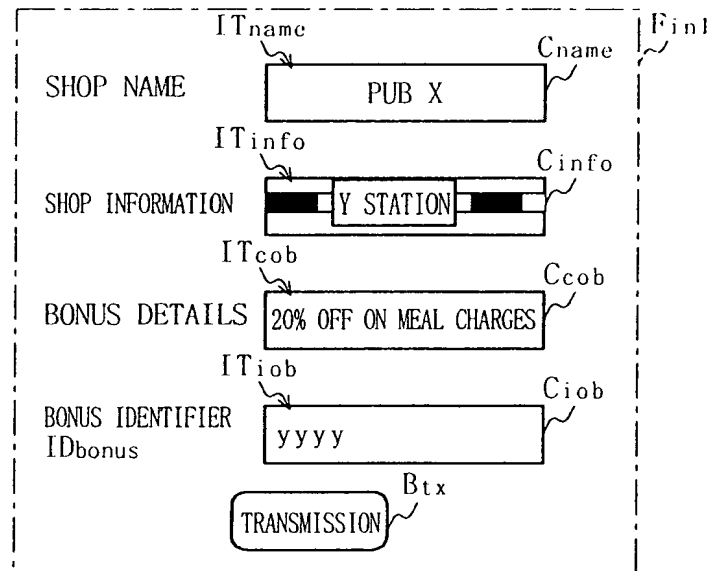 ITname
Fin1
Cname
SHOP NAME
PUB X
ITinfo
Cinfo
SHOP INFORMATION
Y STATION
ITcob
Ccob
BONUS DETAILS
20% OFF ON MEAL CHARGES
ITiob
Ciob
BONUS IDENTIFIER
IDbonus
yyyy
Btx
TRANSMISSION